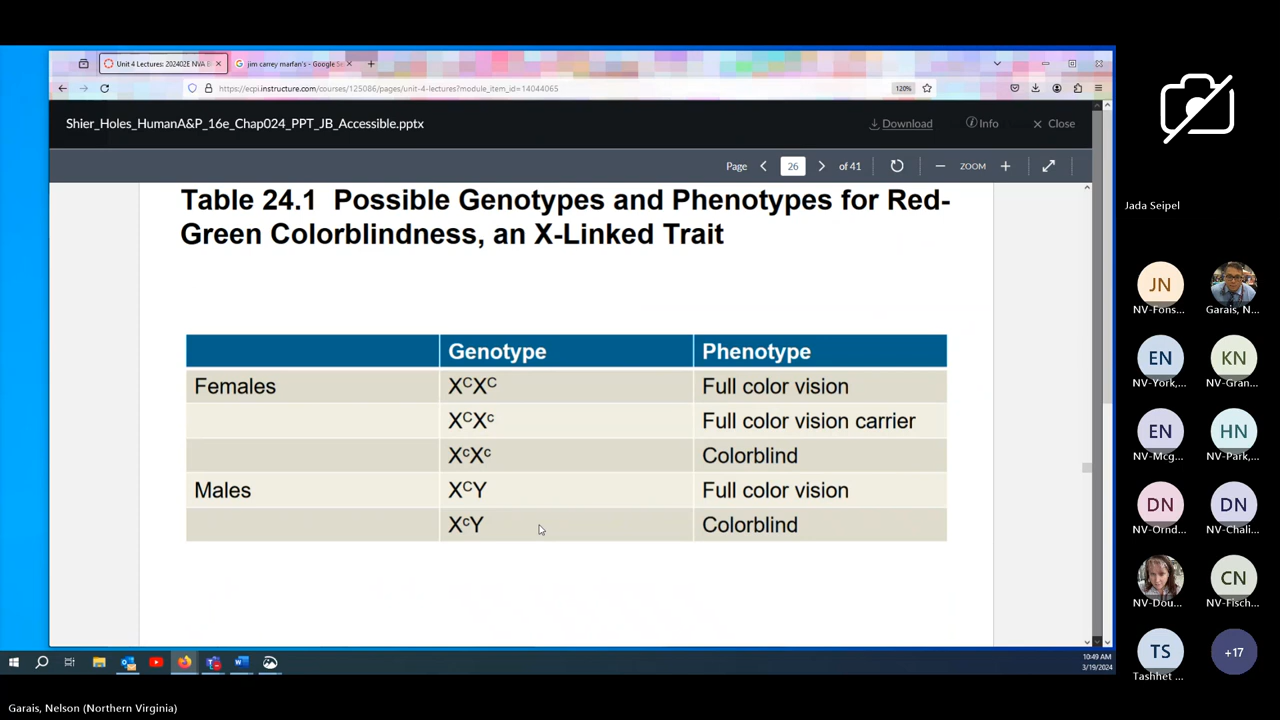 Unit 4 Lectures: 202402E NVA B
jim carrey marfan's - Google Se
https://ecpi.instructure.com/courses/125086/pages/unit-4-lectures?module_item_id=14044065
120%
Shier_Holes_HumanA&P_16e_Chap024_PPT_JB_Accessible.pptx
Download
Info
Close
Page
26
of 41
ZOOM
Table 24.1 Possible Genotypes and Phenotypes for Red-
Green Colorblindness, an X-Linked Trait
Genotype Phenotype
Females XᶜXᶜ Full color vision
XᶜXᶜ Full color vision carrier
XᶜXᶜ Colorblind
Males XᶜY Full color vision
XᶜY Colorblind
10:49 AM
3/19/2024
Jada Seipel
JN
NV-Fons...
Garais, N...
EN
NV-York,...
KN
NV-Gran...
EN
NV-Mcg...
HN
NV-Park,...
DN
NV-Ornd...
DN
NV-Chali...
NV-Dou...
CN
NV-Fisch...
TS
Tashhet ...
+17
Garais, Nelson (Northern Virginia)